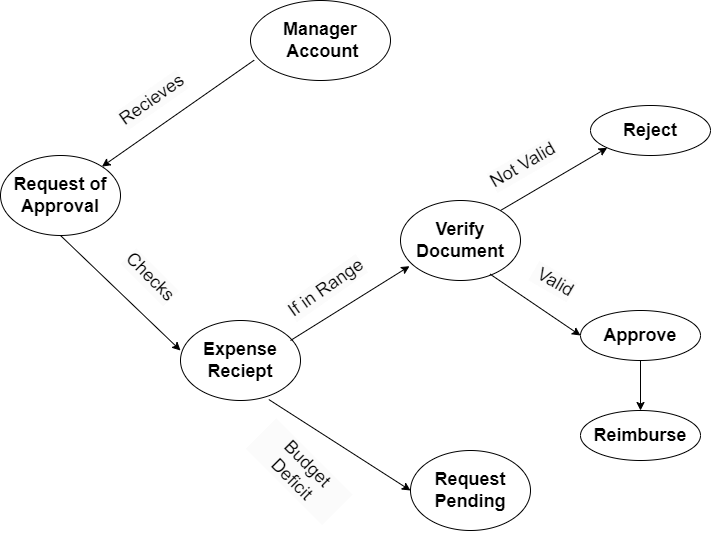 Manager
Account
Recieves
Reject
Not Valid
Request of
Approval
Verify
Document
Checks
If in Range
Valid
Approve
Expense
Reciept
Reimburse
Budget
Deficit
Request
Pending